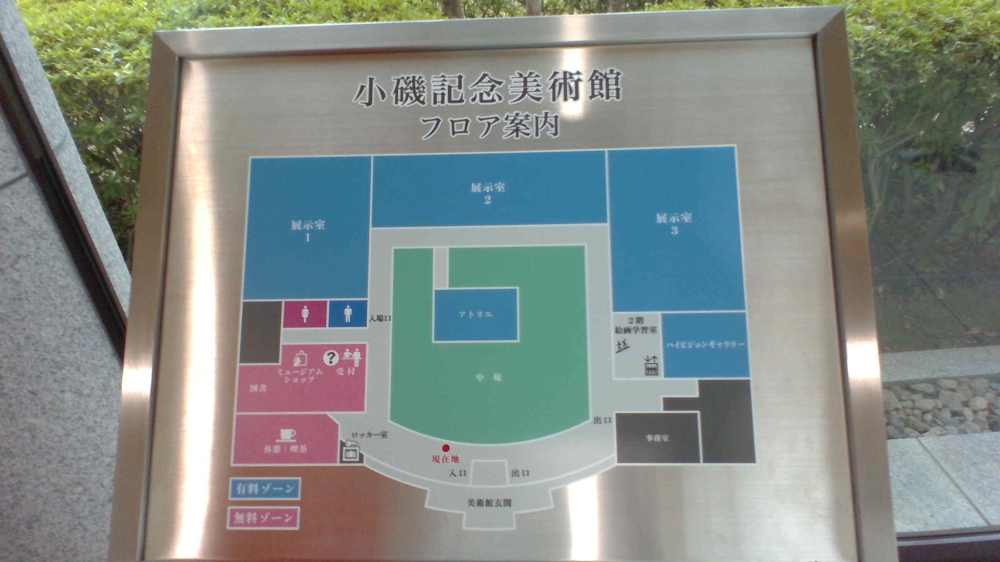 小磯記念美術館
フロア案内
展示室
1
展示室
2
展示室
3
入場口
アトリエ
2階
絵画学習室
ハイビジョンギャラリー
?
ミュージアム
ショップ
受付
図書
中庭
出口
ロッカー室
休憩|喫茶
事務室
現在地
入口
出口
美術館玄関
有料ゾーン
無料ゾーン